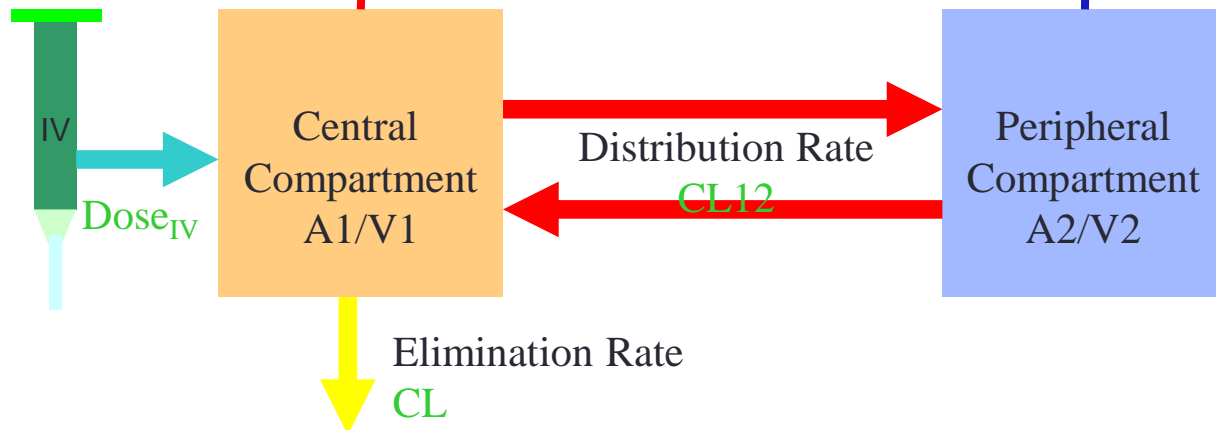 IV
Dose_IV
Central
Compartment
A1/V1
Distribution Rate
CL12
Peripheral
Compartment
A2/V2
Elimination Rate
CL